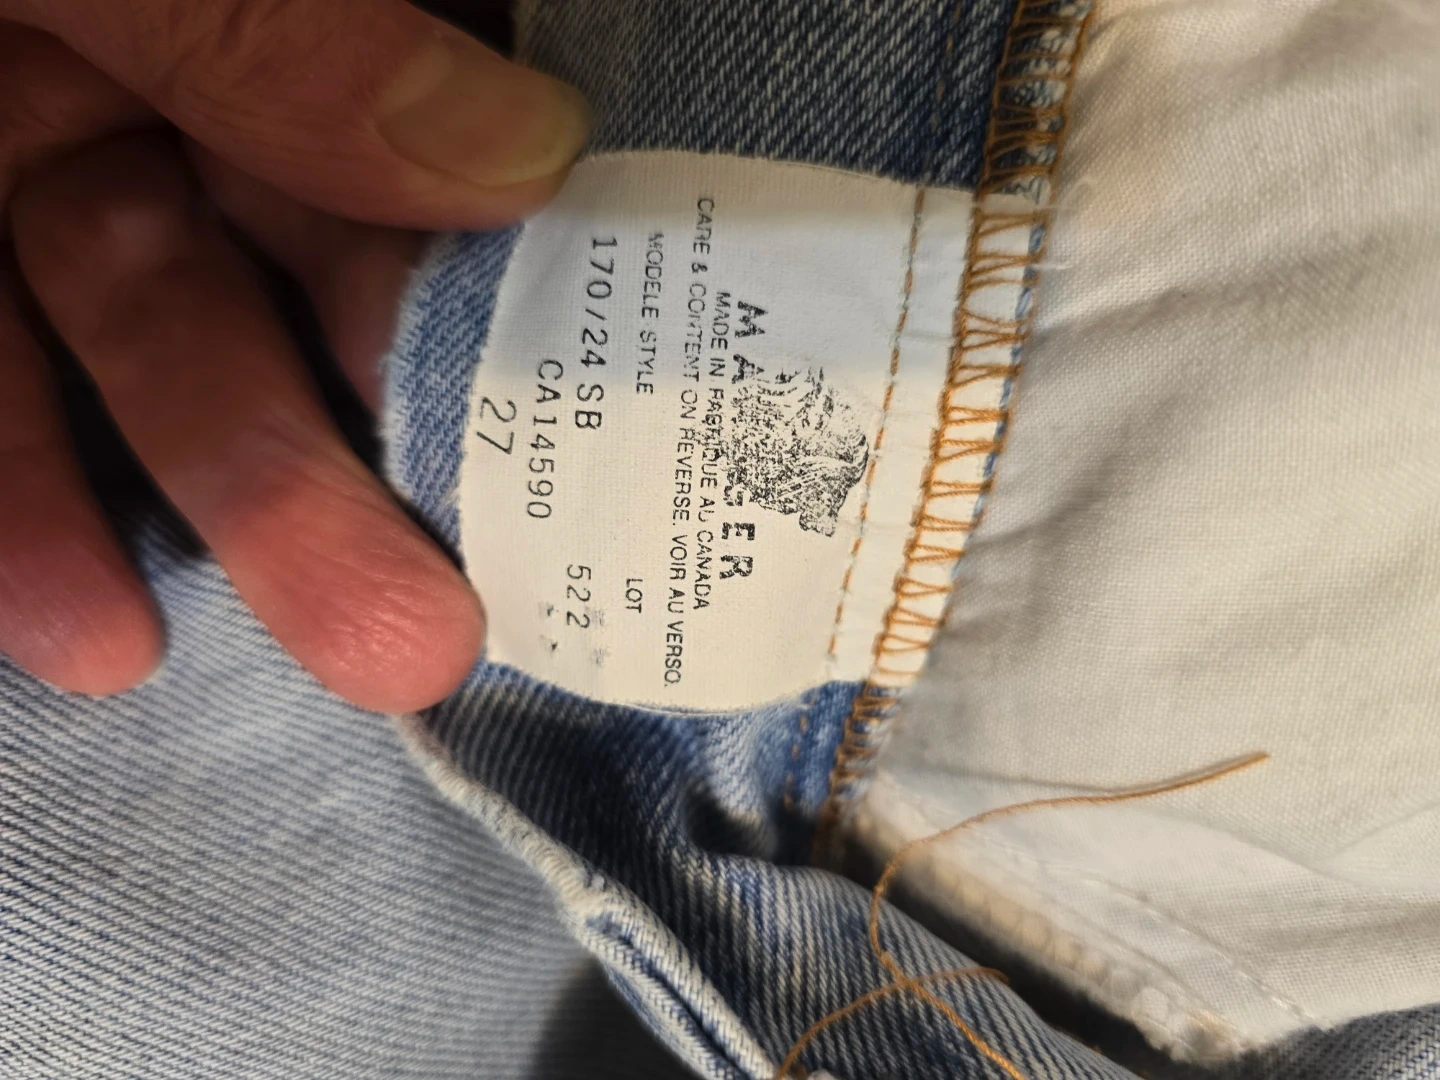 MADE IN FABRIQUE AU CANADA
CARE & CONTENT ON REVERSE. VOIR AU VERSO.
MODELE STYLE LOT
170/24 SB 522
CA14590
27